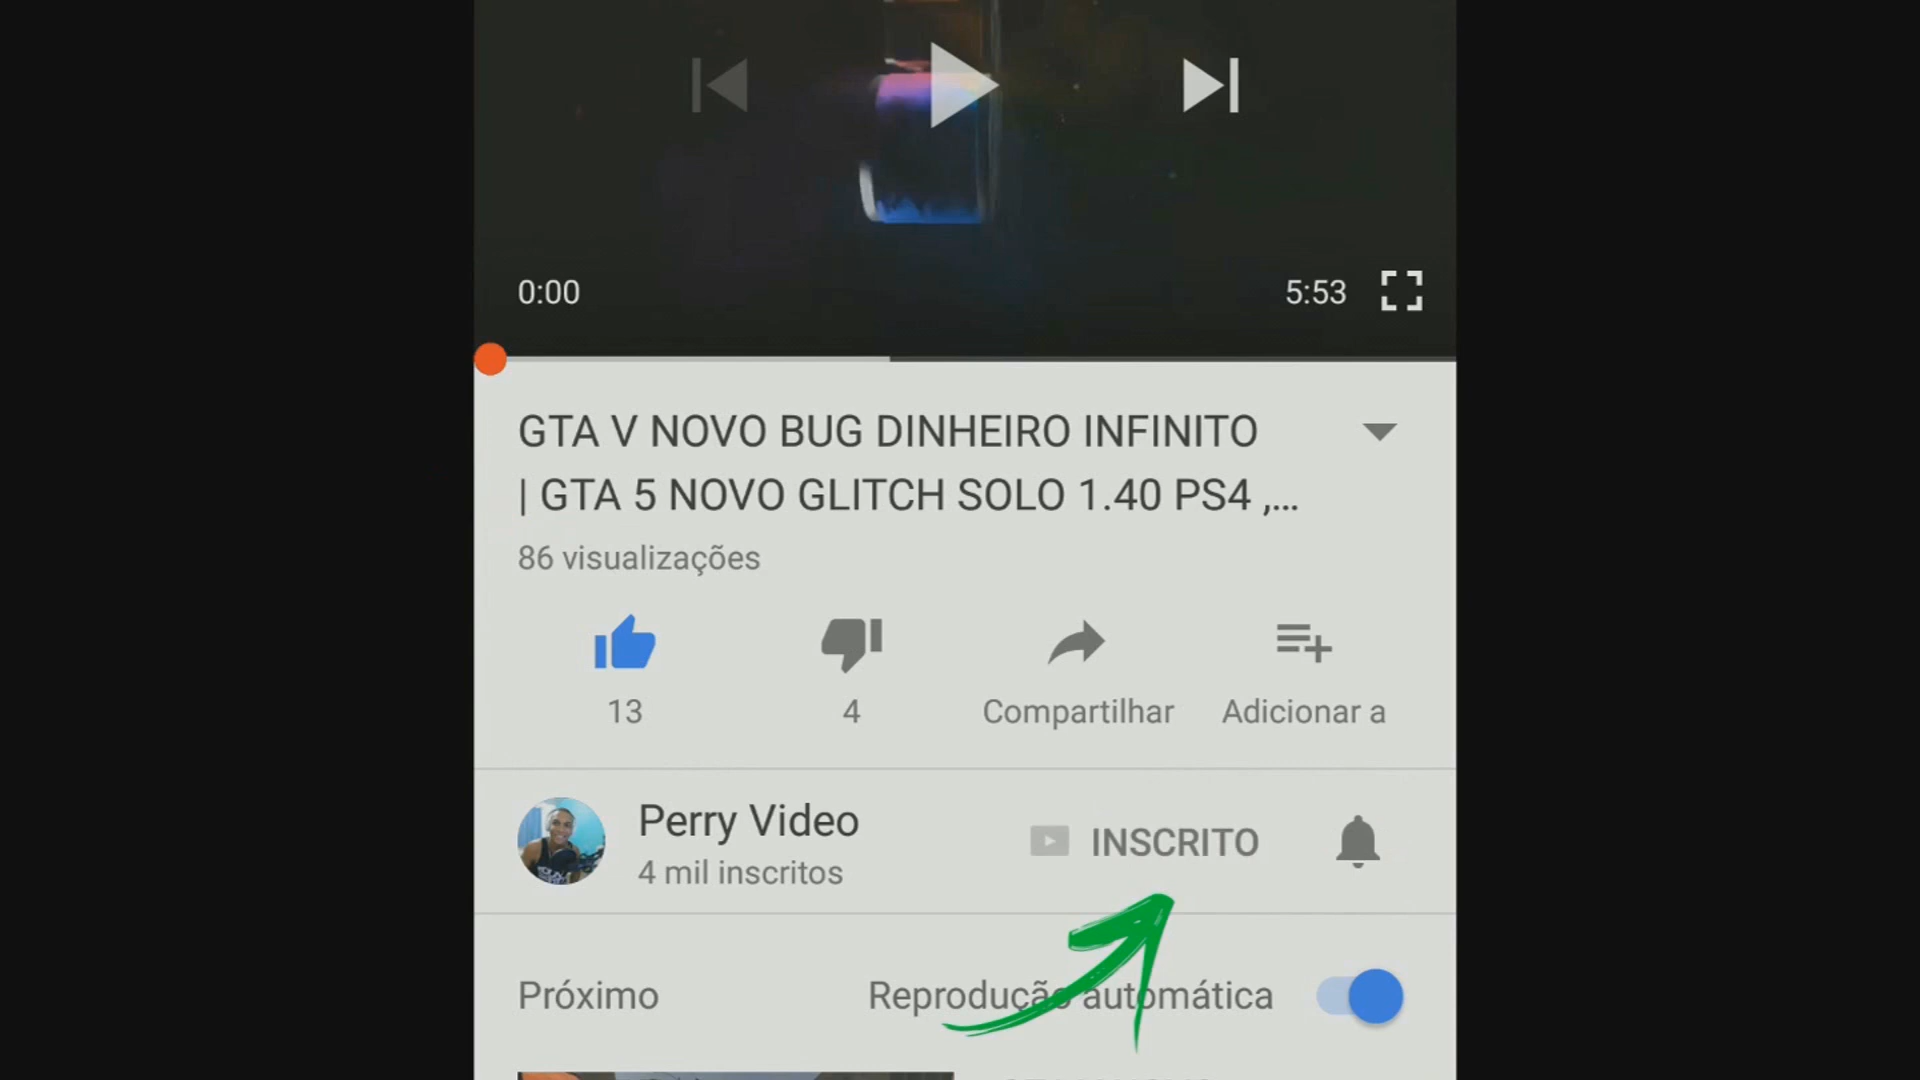 0:00
5:53
GTA V NOVO BUG DINHEIRO INFINITO
| GTA 5 NOVO GLITCH SOLO 1.40 PS4 ,...
86 visualizações
13
4
Compartilhar
Adicionar a
Perry Video
4 mil inscritos
INSCRITO
Próximo
Reprodução automática